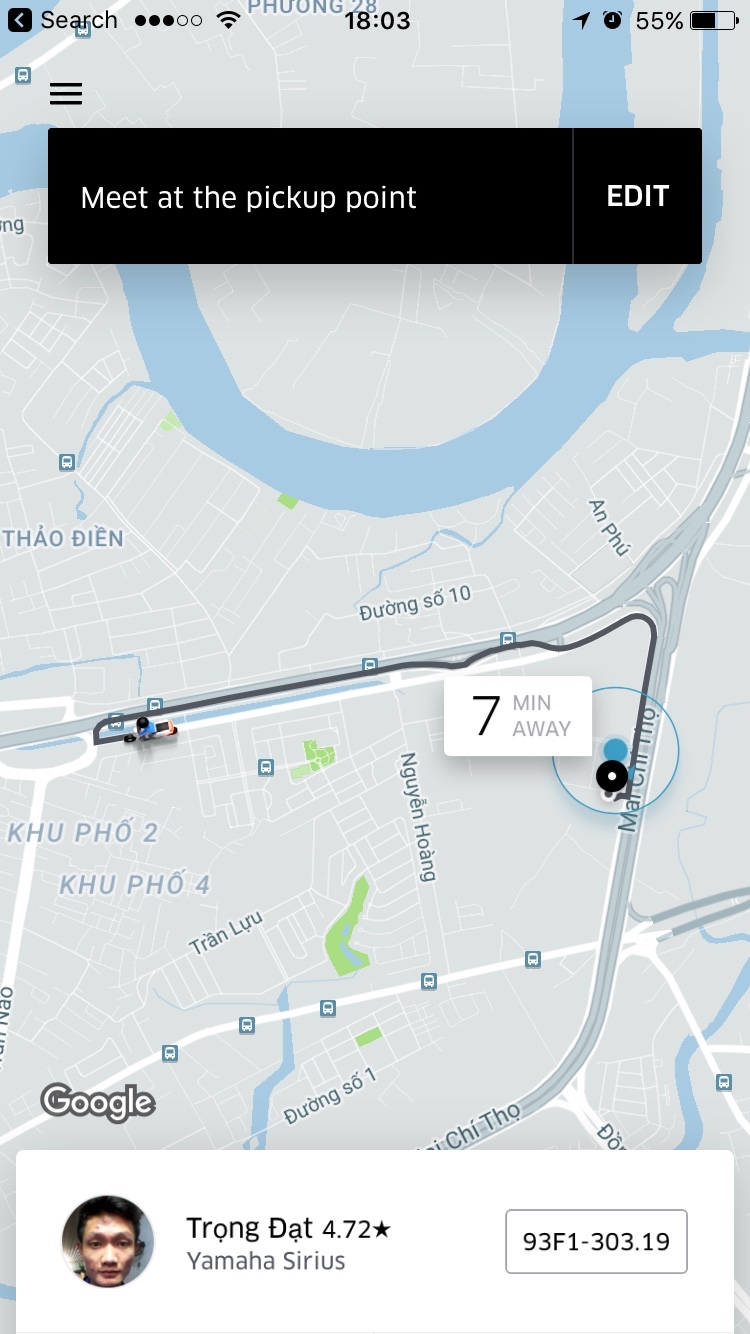 Search
18:03
55%
PHƯỜNG 28
Meet at the pickup point
EDIT
THẢO ĐIỀN
An Phú
Đường số 10
7 MIN
AWAY
Mai Chí Thọ
Nguyễn Hoàng
KHU PHỐ 2
KHU PHỐ 4
Trần Lựu
Đường số 1
Google
ai Chí Thọ
Trọng Đạt 4.72★
Yamaha Sirius
93F1-303.19